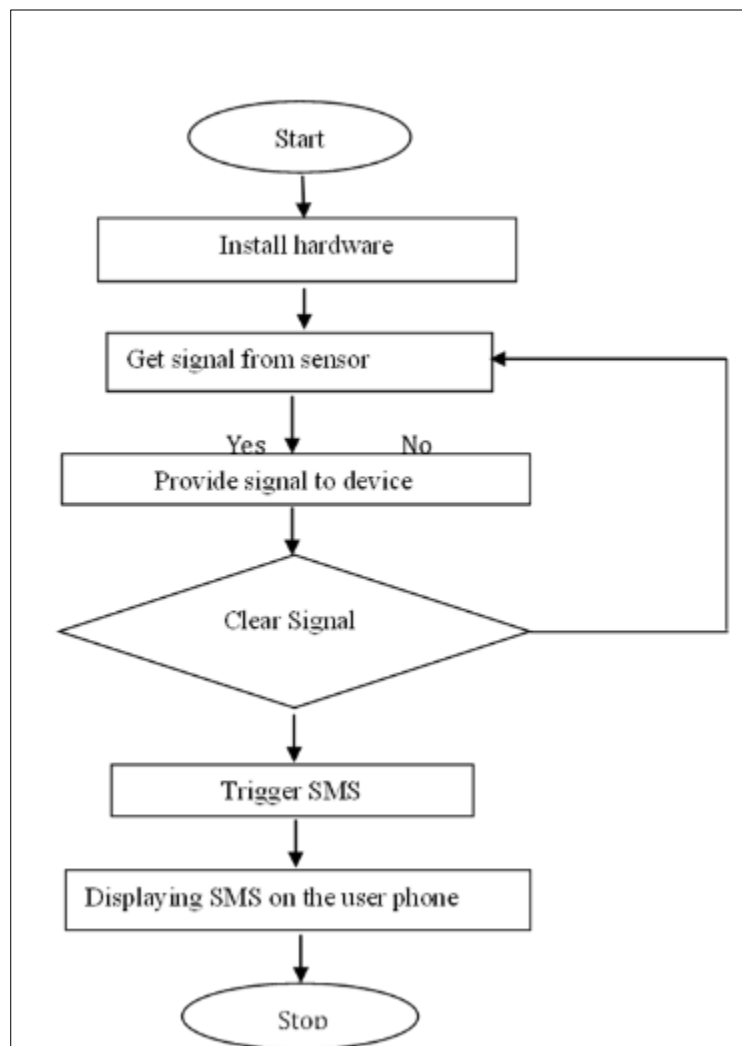 Start
Install hardware
Get signal from sensor
Yes No
Provide signal to device
Clear Signal
Trigger SMS
Displaying SMS on the user phone
Stop